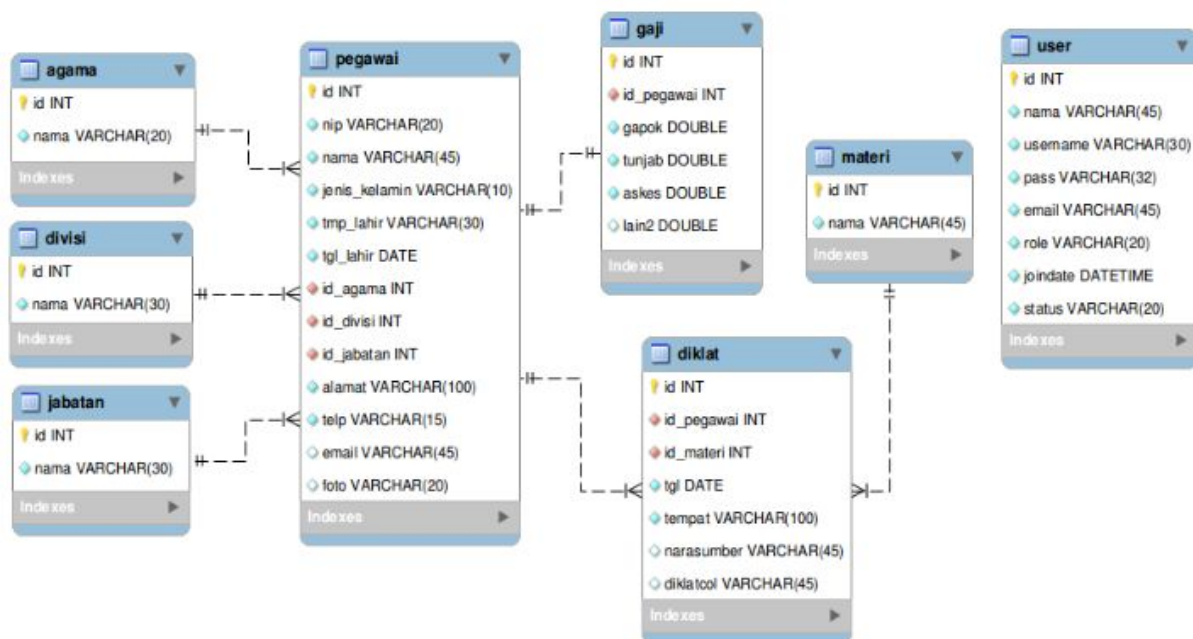 agama
id INT
nama VARCHAR(20)
Indexes
divisi
id INT
nama VARCHAR(30)
Indexes
jabatan
id INT
nama VARCHAR(30)
Indexes
pegawai
id INT
nip VARCHAR(20)
nama VARCHAR(45)
jenis_kelamin VARCHAR(10)
tmp_lahir VARCHAR(30)
tgl_lahir DATE
id_agama INT
id_divisi INT
id_jabatan INT
alamat VARCHAR(100)
telp VARCHAR(15)
email VARCHAR(45)
foto VARCHAR(20)
Indexes
gaji
id INT
id_pegawai INT
gapok DOUBLE
tunjab DOUBLE
askes DOUBLE
lain2 DOUBLE
Indexes
materi
id INT
nama VARCHAR(45)
Indexes
diklat
id INT
id_pegawai INT
id_materi INT
tgl DATE
tempat VARCHAR(100)
narasumber VARCHAR(45)
diklatcol VARCHAR(45)
Indexes
user
id INT
nama VARCHAR(45)
username VARCHAR(30)
pass VARCHAR(32)
email VARCHAR(45)
role VARCHAR(20)
joindate DATETIME
status VARCHAR(20)
Indexes